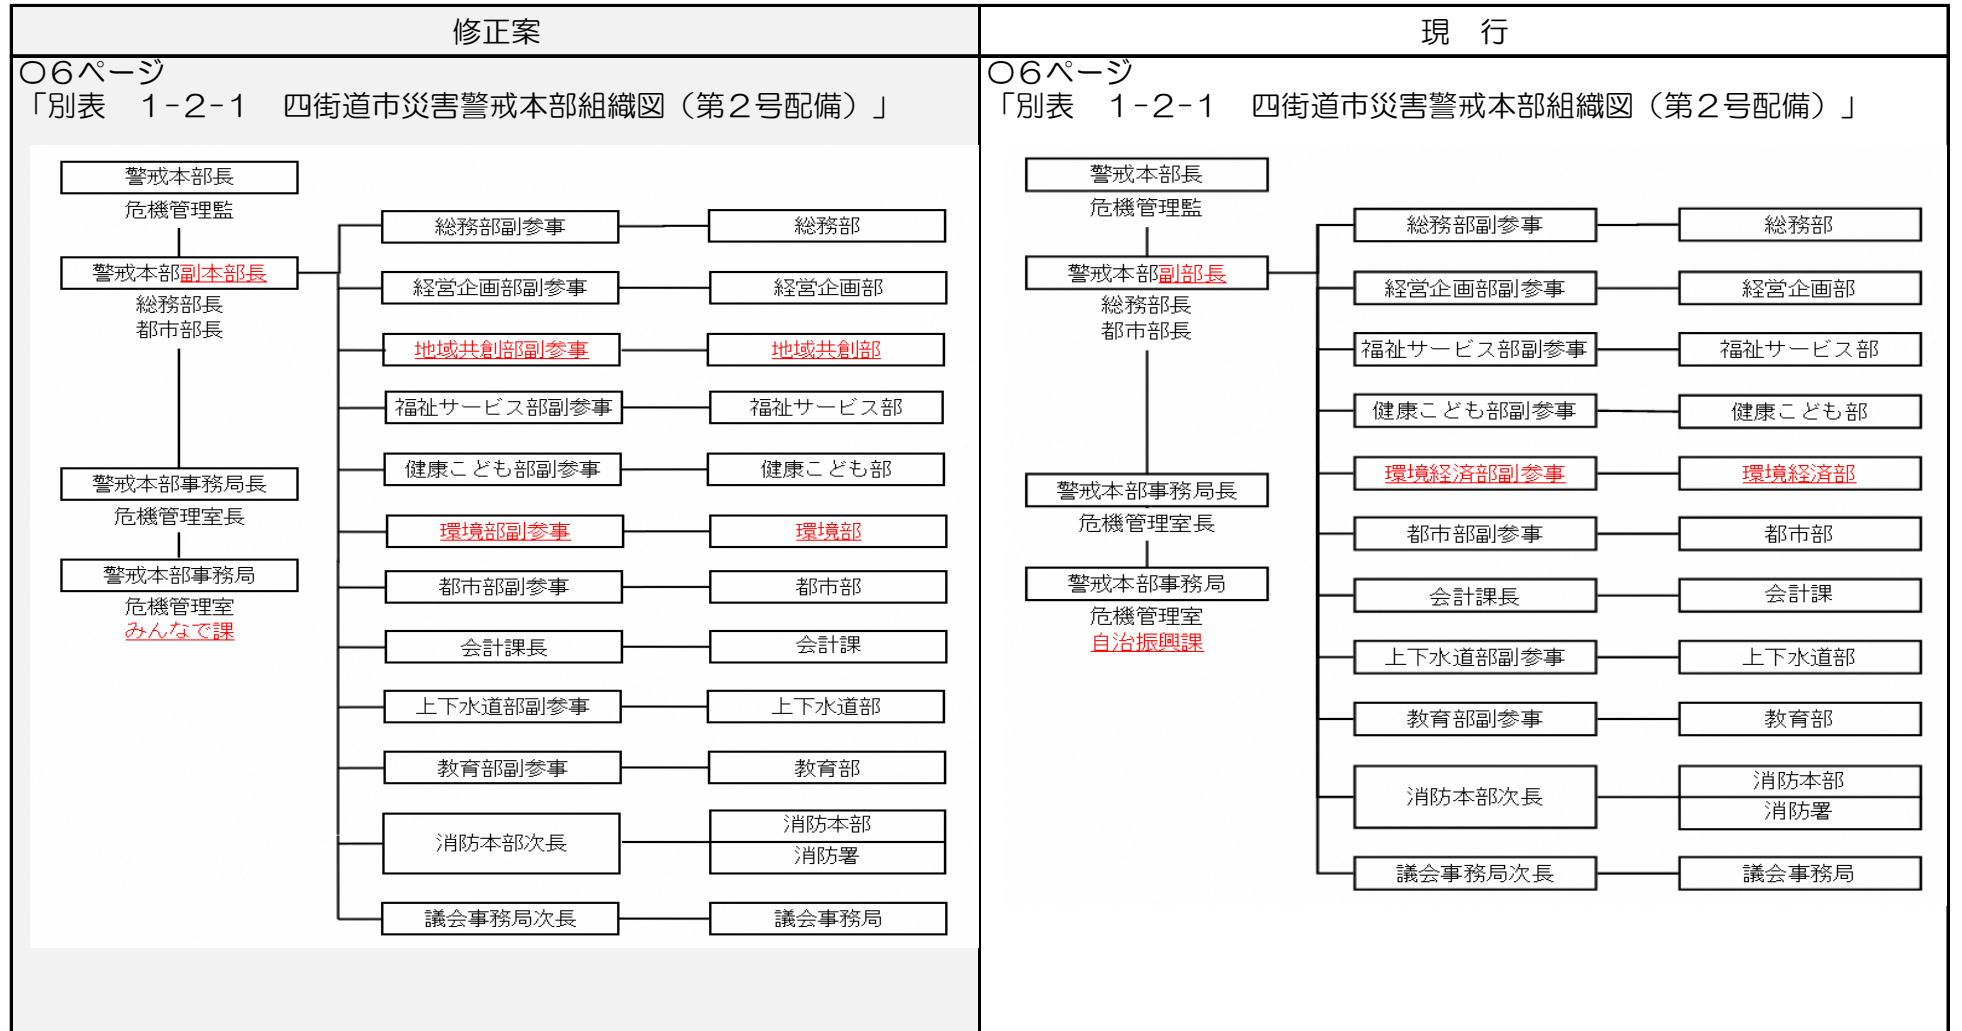 修正案
〇６ページ
「別表　１-２-１　四街道市災害警戒本部組織図（第２号配備）」
警戒本部長
危機管理監
警戒本部副本部長
総務部長
都市部長
警戒本部事務局長
危機管理室長
警戒本部事務局
危機管理室
みんなで課
総務部副参事　総務部
経営企画部副参事　経営企画部
地域共創部副参事　地域共創部
福祉サービス部副参事　福祉サービス部
健康こども部副参事　健康こども部
環境部副参事　環境部
都市部副参事　都市部
会計課長　会計課
上下水道部副参事　上下水道部
教育部副参事　教育部
消防本部次長　消防本部
消防署
議会事務局次長　議会事務局
現　行
〇６ページ
「別表　１-２-１　四街道市災害警戒本部組織図（第２号配備）」
警戒本部長
危機管理監
警戒本部副部長
総務部長
都市部長
警戒本部事務局長
危機管理室長
警戒本部事務局
危機管理室
自治振興課
総務部副参事　総務部
経営企画部副参事　経営企画部
福祉サービス部副参事　福祉サービス部
健康こども部副参事　健康こども部
環境経済部副参事　環境経済部
都市部副参事　都市部
会計課長　会計課
上下水道部副参事　上下水道部
教育部副参事　教育部
消防本部次長　消防本部
消防署
議会事務局次長　議会事務局